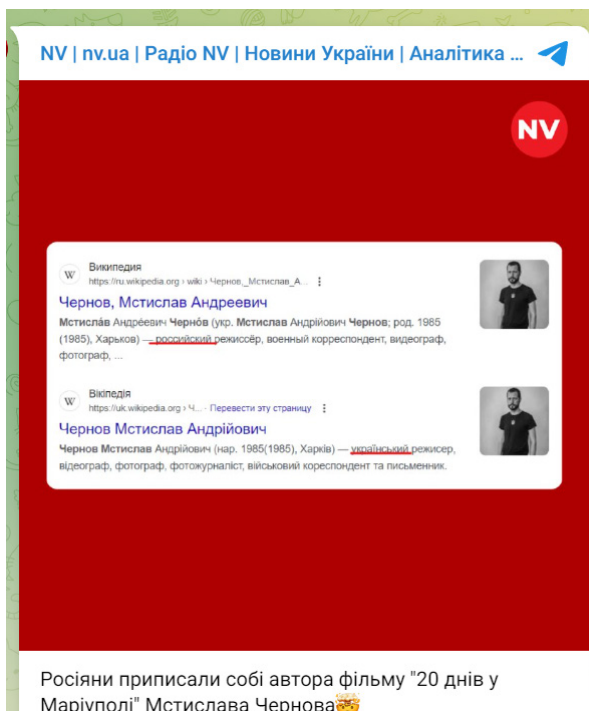 NV | nv.ua | Радіо NV | Новини України | Аналітика ...
NV
W
Википедия
https://ru.wikipedia.org › wiki › Чернов,_Мстислав_А...
Чернов, Мстислав Андреевич
Мстисла́в Андре́евич Черно́в (укр. Мстислав Андрійович Чернов; род. 1985
(1985), Харьков) — российский режиссёр, военный корреспондент, видеограф,
фотограф, ...
W
Вікіпедія
https://uk.wikipedia.org › Ч... · Перевести эту страницу
Чернов Мстислав Андрійович
Чернов Мстислав Андрійович (нар. 1985(1985), Харків) — український режисер,
відеограф, фотограф, фотожурналіст, військовий кореспондент та письменник.
Росіяни приписали собі автора фільму "20 днів у
Маріуполі" Мстислава Чернова🤯